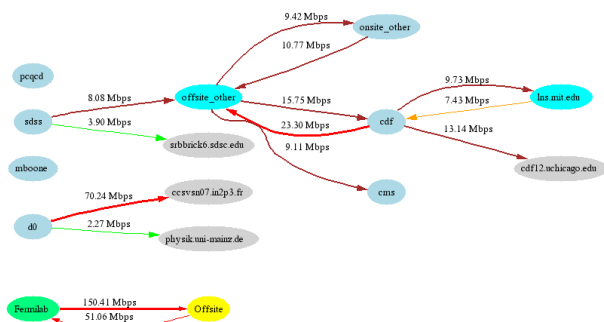 9.42 Mbps
onsite_other
10.77 Mbps
pcqcd
9.73 Mbps
8.08 Mbps
offsite_other
15.75 Mbps
lns.mit.edu
7.43 Mbps
sdss
23.30 Mbps
cdf
3.90 Mbps
13.14 Mbps
srbbrick6.sdsc.edu
9.11 Mbps
mboone
cdf12.uchicago.edu
70.24 Mbps
ccsvsn07.in2p3.fr
cms
d0
2.27 Mbps
physik.uni-mainz.de
150.41 Mbps
Fermilab
Offsite
51.06 Mbps